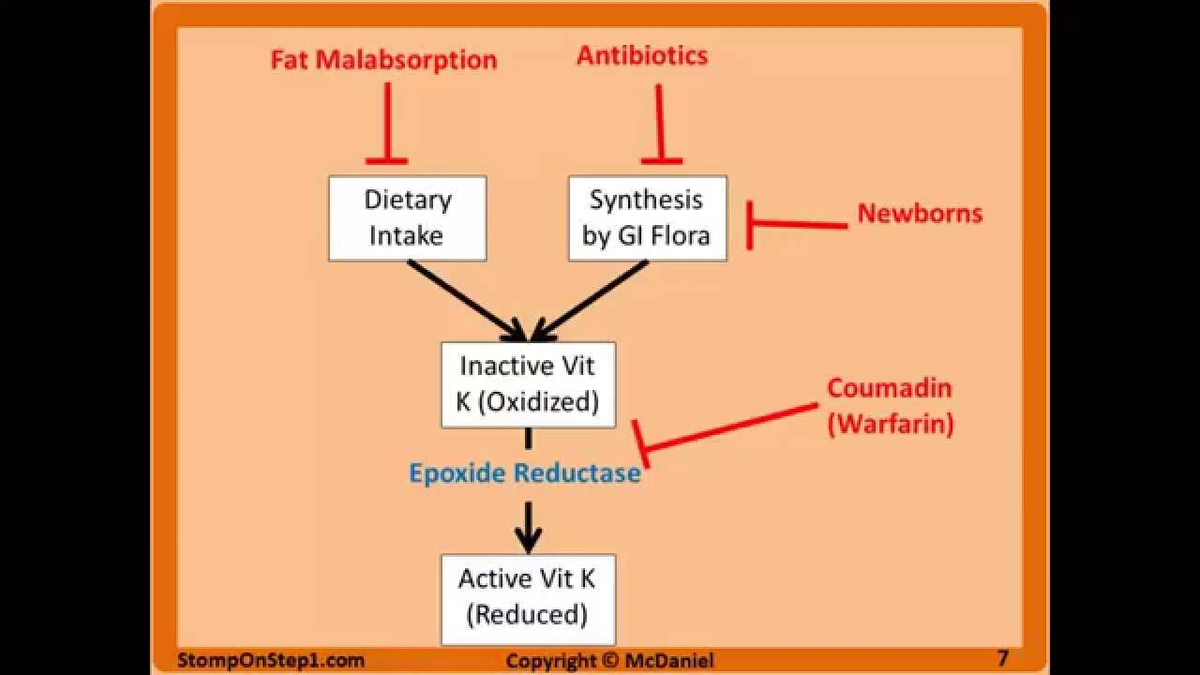 Fat Malabsorption
Antibiotics
Dietary
Intake
Synthesis
by GI Flora
Newborns
Inactive Vit
K (Oxidized)
Coumadin
(Warfarin)
Epoxide Reductase
Active Vit K
(Reduced)
StompOnStep1.com
Copyright © McDaniel
7